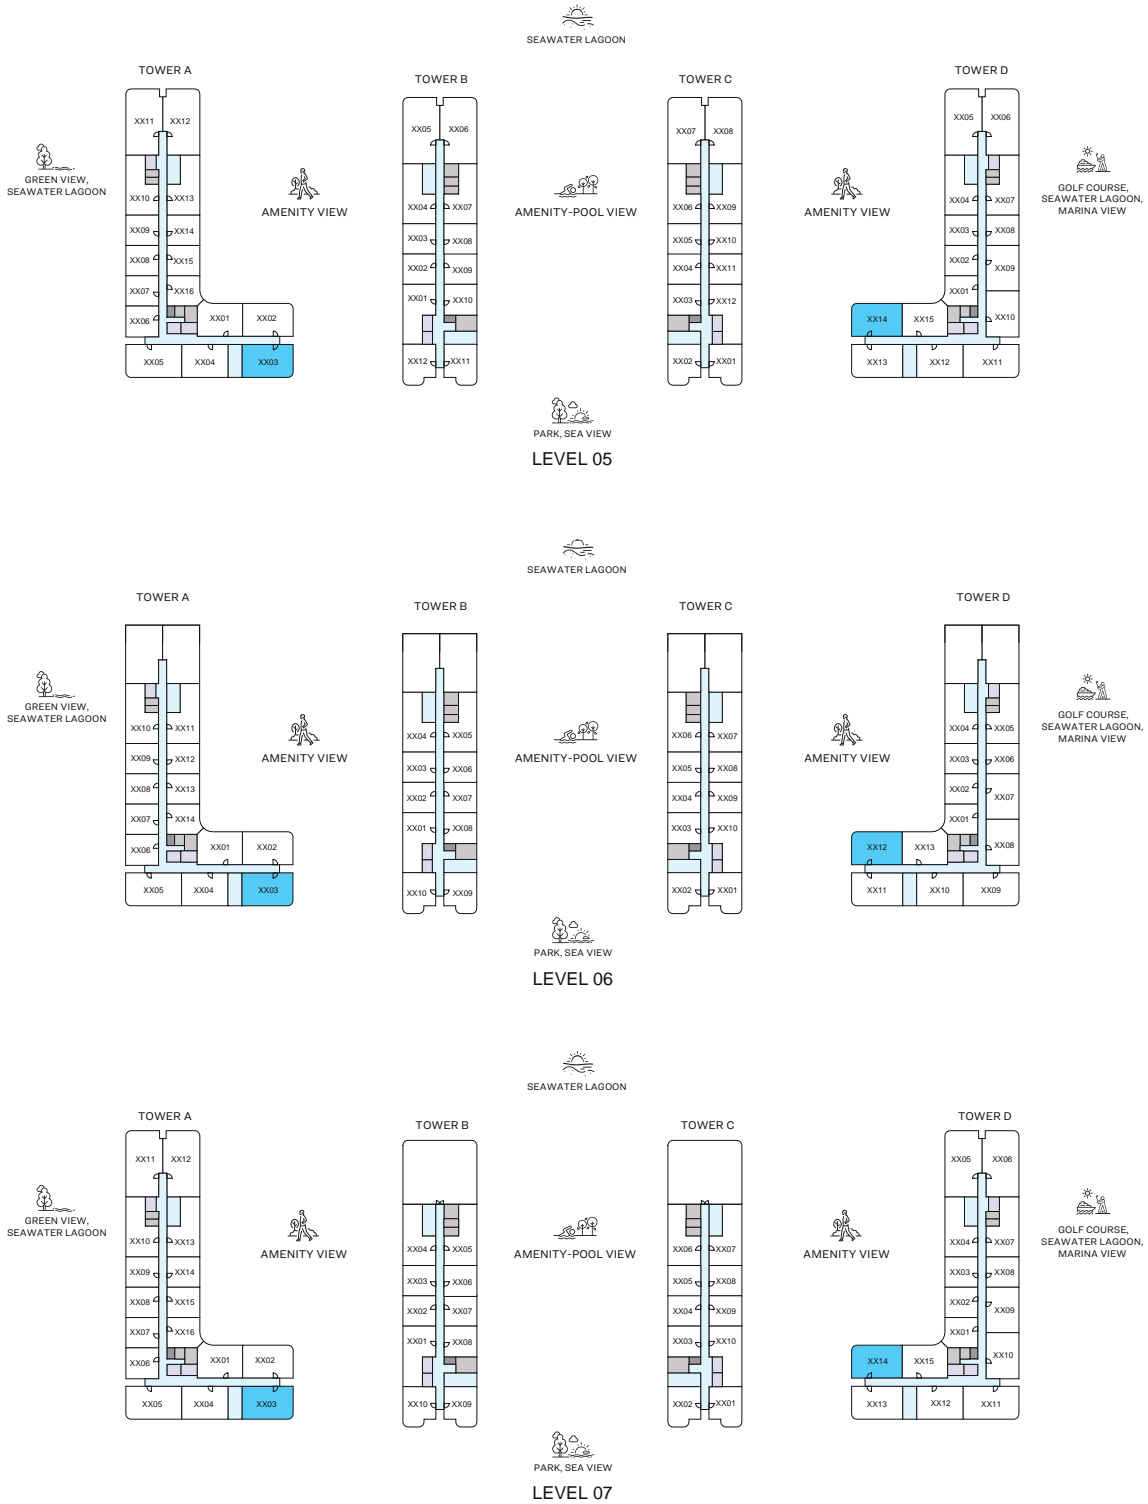 SEAWATER LAGOON
TOWER A
TOWER B
TOWER C
TOWER D
XX11 XX12
XX05 XX06
XX07 XX08
XX05 XX06
GREEN VIEW,
SEAWATER LAGOON
AMENITY VIEW
AMENITY-POOL VIEW
AMENITY VIEW
GOLF COURSE,
SEAWATER LAGOON,
MARINA VIEW
XX10 XX13
XX04 XX07
XX06 XX09
XX04 XX07
XX09 XX14
XX03 XX08
XX05 XX10
XX03 XX08
XX08 XX15
XX02 XX09
XX04 XX11
XX02 XX09
XX07 XX16
XX01 XX10
XX03 XX12
XX01
XX06 XX01 XX02
XX14 XX15 XX10
XX05 XX04 XX03
XX12 XX11
XX02 XX01
XX13 XX12 XX11
PARK, SEA VIEW
LEVEL 05
SEAWATER LAGOON
TOWER A
TOWER B
TOWER C
TOWER D
GREEN VIEW,
SEAWATER LAGOON
AMENITY VIEW
AMENITY-POOL VIEW
AMENITY VIEW
GOLF COURSE,
SEAWATER LAGOON,
MARINA VIEW
XX10 XX11
XX04 XX05
XX06 XX07
XX04 XX05
XX09 XX12
XX03 XX06
XX05 XX08
XX03 XX06
XX08 XX13
XX02 XX07
XX04 XX09
XX02 XX07
XX07 XX14
XX01 XX08
XX03 XX10
XX01
XX06 XX01 XX02
XX12 XX13 XX08
XX05 XX04 XX03
XX10 XX09
XX02 XX01
XX11 XX10 XX09
PARK, SEA VIEW
LEVEL 06
SEAWATER LAGOON
TOWER A
TOWER B
TOWER C
TOWER D
XX11 XX12
XX05 XX06
GREEN VIEW,
SEAWATER LAGOON
AMENITY VIEW
AMENITY-POOL VIEW
AMENITY VIEW
GOLF COURSE,
SEAWATER LAGOON,
MARINA VIEW
XX10 XX13
XX04 XX05
XX06 XX07
XX04 XX07
XX09 XX14
XX03 XX06
XX05 XX08
XX03 XX08
XX08 XX15
XX02 XX07
XX04 XX09
XX02 XX09
XX07 XX16
XX01 XX08
XX03 XX10
XX01
XX06 XX01 XX02
XX14 XX15 XX10
XX05 XX04 XX03
XX10 XX09
XX02 XX01
XX13 XX12 XX11
PARK, SEA VIEW
LEVEL 07